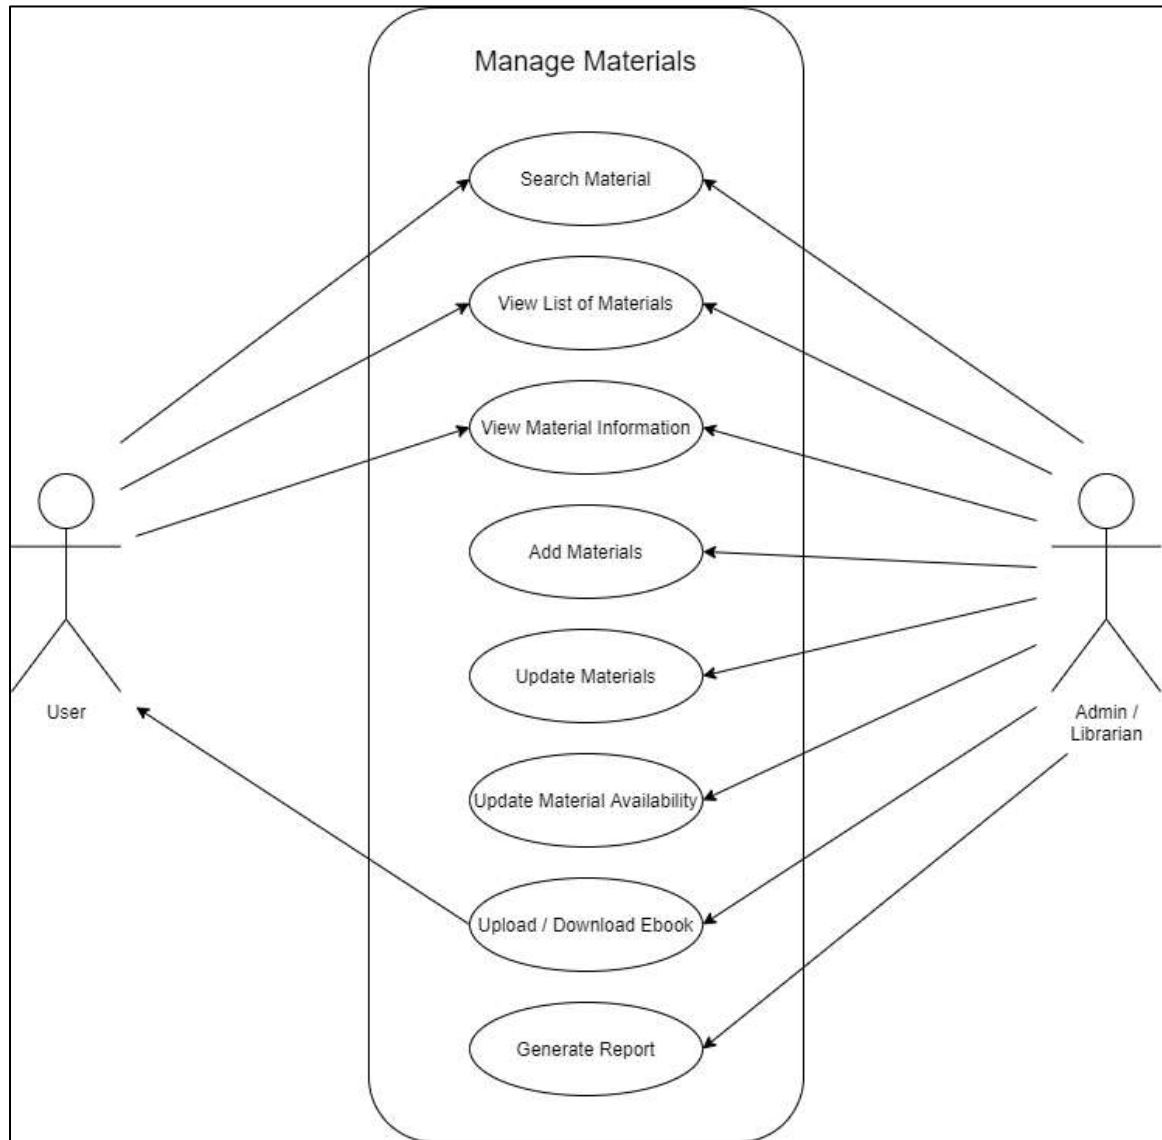 Manage Materials
Search Material
View List of Materials
View Material Information
Add Materials
Update Materials
User
Admin /
Librarian
Update Material Availability
Upload / Download Ebook
Generate Report